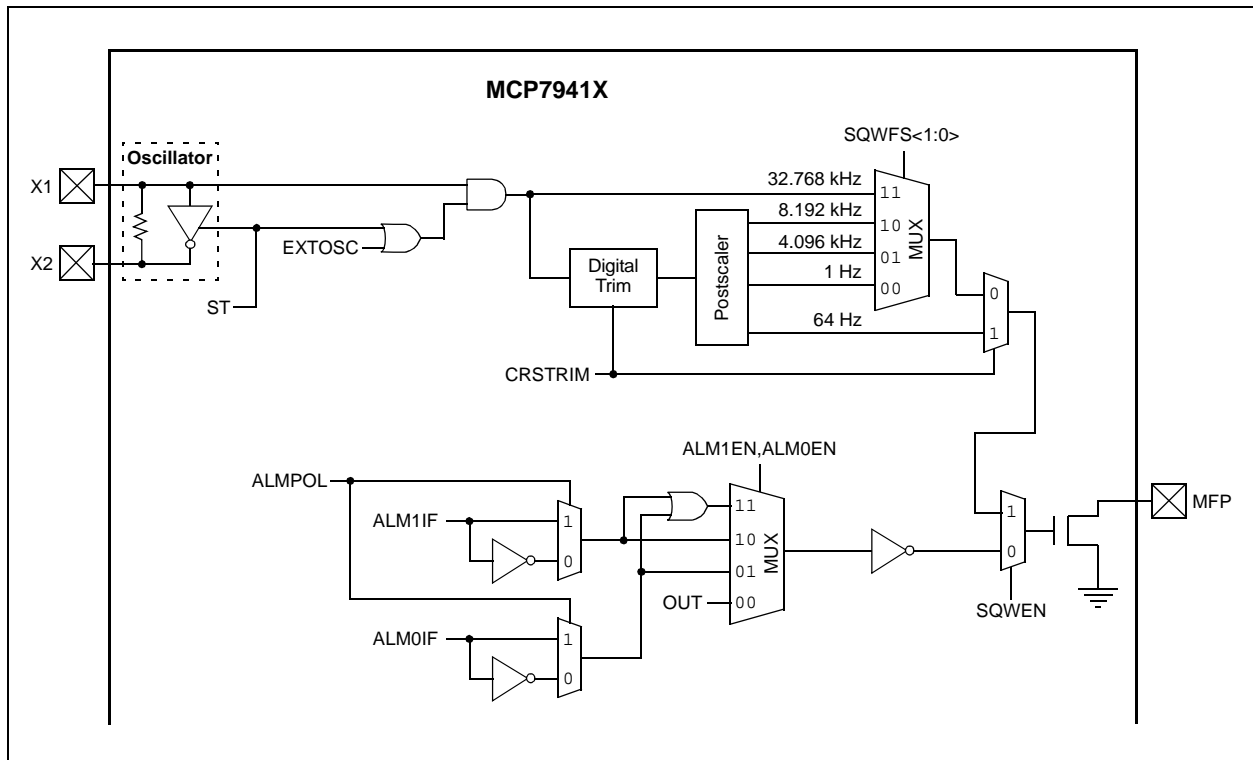 MCP7941X
SQWFS<1:0>
Oscillator
X1
32.768 kHz
11
8.192 kHz
10
EXTOSC
4.096 kHz
01
MUX
X2
Digital
Trim
Postscaler
1 Hz
00
0
ST
64 Hz
1
CRSTRIM
ALM1EN,ALM0EN
ALMPOL
MFP
ALM1IF
1
0
11
10
MUX
01
1
0
OUT
00
SQWEN
ALM0IF
1
0